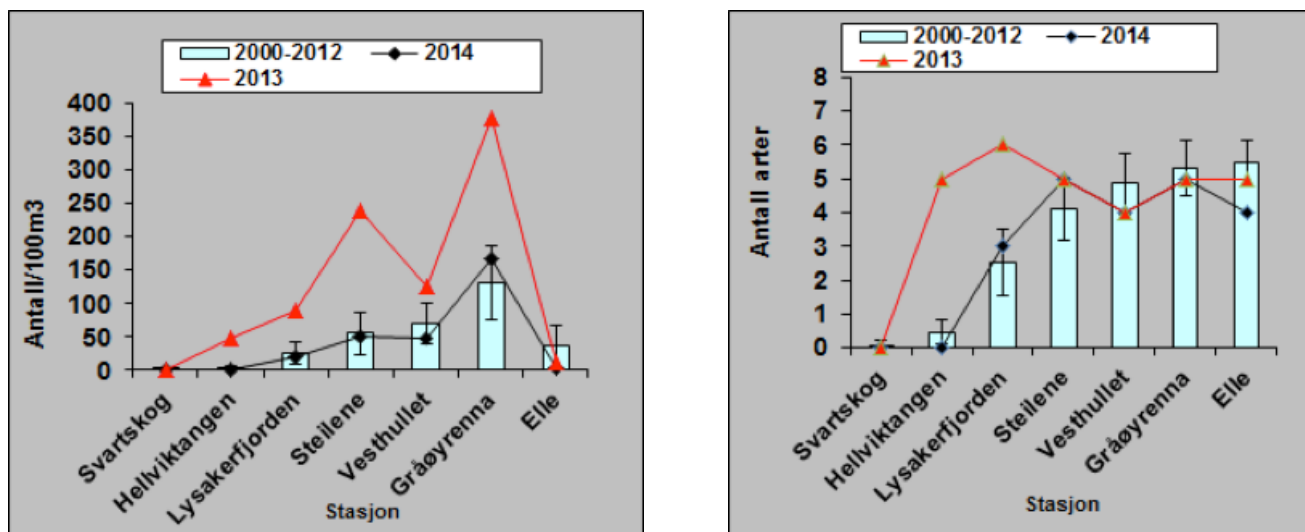 2000-2012 2014
2013
400
350
300
250
200
150
100
50
0
Antall/100m3
Svartskog
Hellviktangen
Lysakerfjorden
Steilene
Vesthullet
Gråøyrenna
Elle
Stasjon
2000-2012 2014
2013
8
7
6
5
4
3
2
1
0
Antall arter
Svartskog
Hellviktangen
Lysakerfjorden
Steilene
Vesthullet
Gråøyrenna
Elle
Stasjon